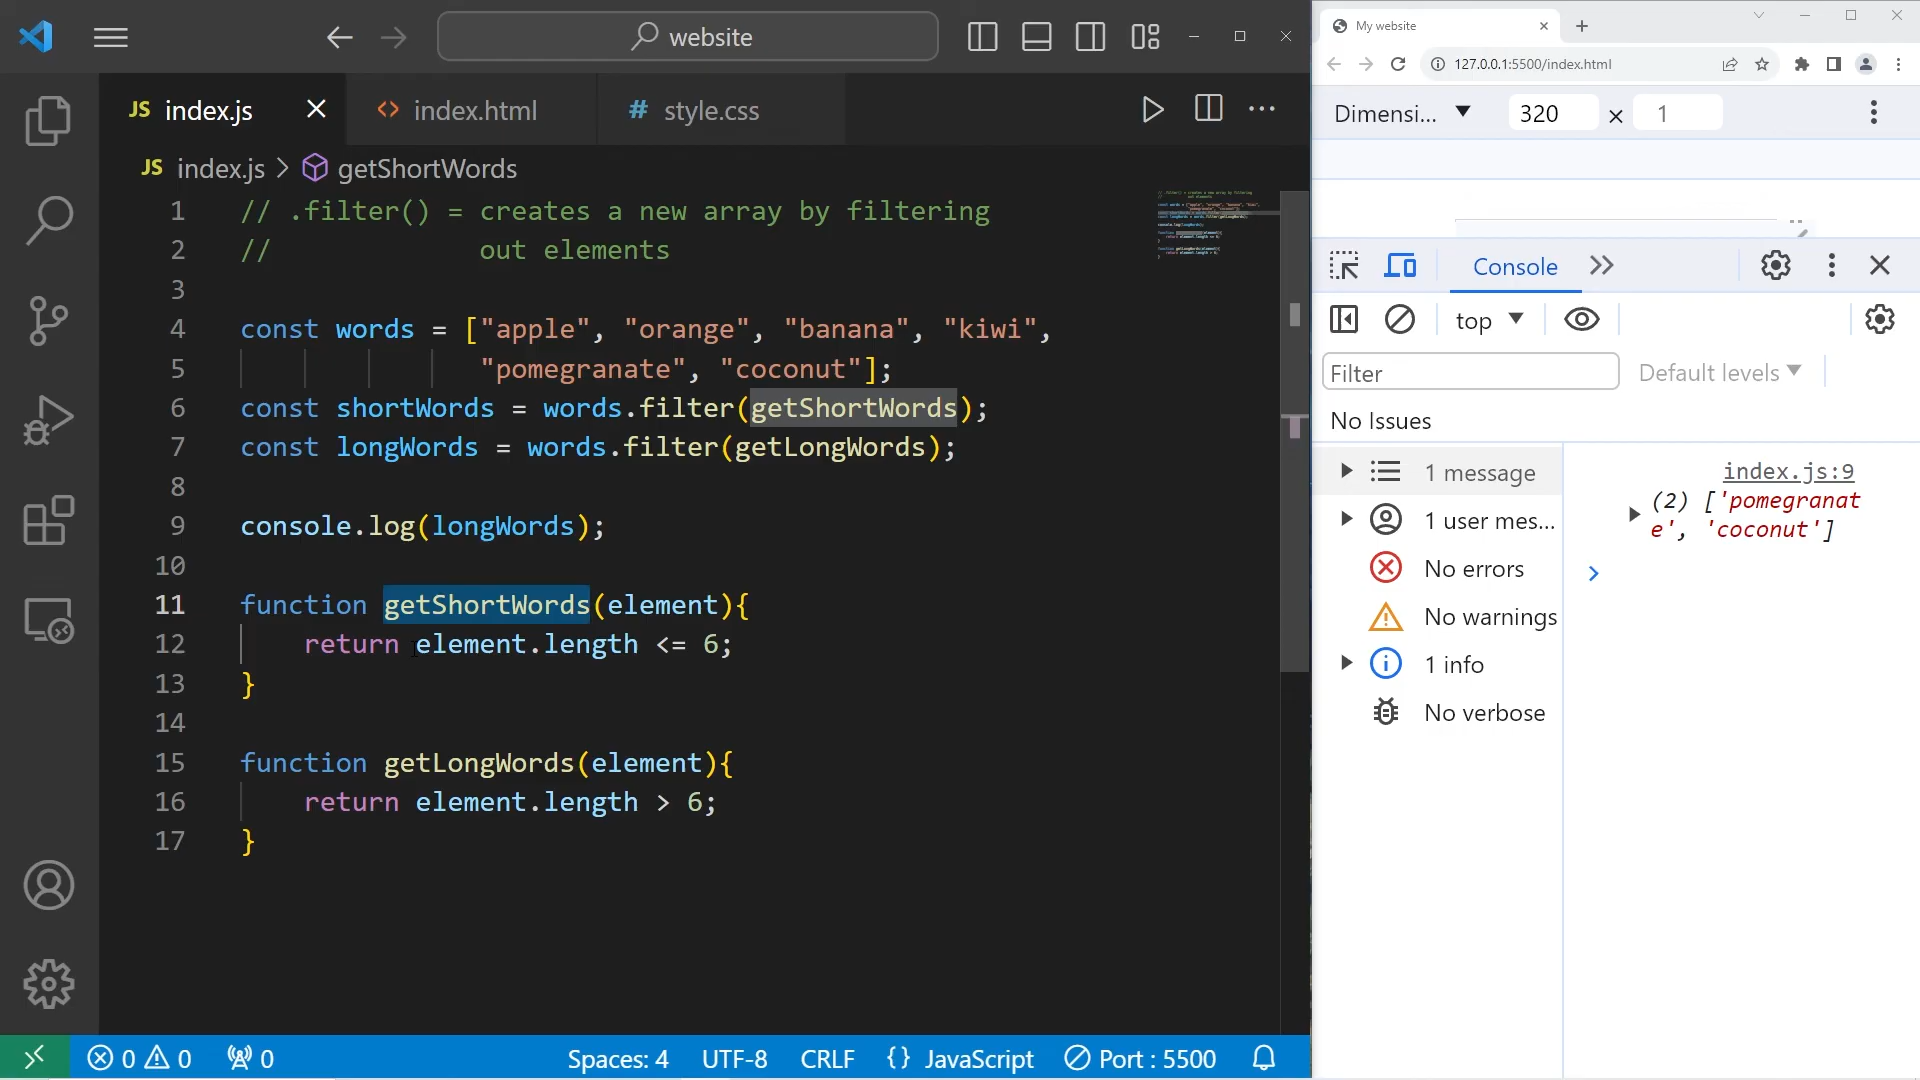 website
JS index.js
<> index.html
# style.css
JS index.js > getShortWords
1 // .filter() = creates a new array by filtering
2 // out elements
3
4 const words = ["apple", "orange", "banana", "kiwi",
5 "pomegranate", "coconut"];
6 const shortWords = words.filter(getShortWords);
7 const longWords = words.filter(getLongWords);
8
9 console.log(longWords);
10
11 function getShortWords(element){
12 return element.length <= 6;
13 }
14
15 function getLongWords(element){
16 return element.length > 6;
17 }
0 0 0
Spaces: 4 UTF-8 CRLF {} JavaScript Port : 5500
My website
127.0.0.1:5500/index.html
Dimensi... 320 × 1
Console
top
Filter Default levels
No Issues
1 message
1 user mes...
No errors
No warnings
1 info
No verbose
index.js:9
(2) ['pomegranat
e', 'coconut']